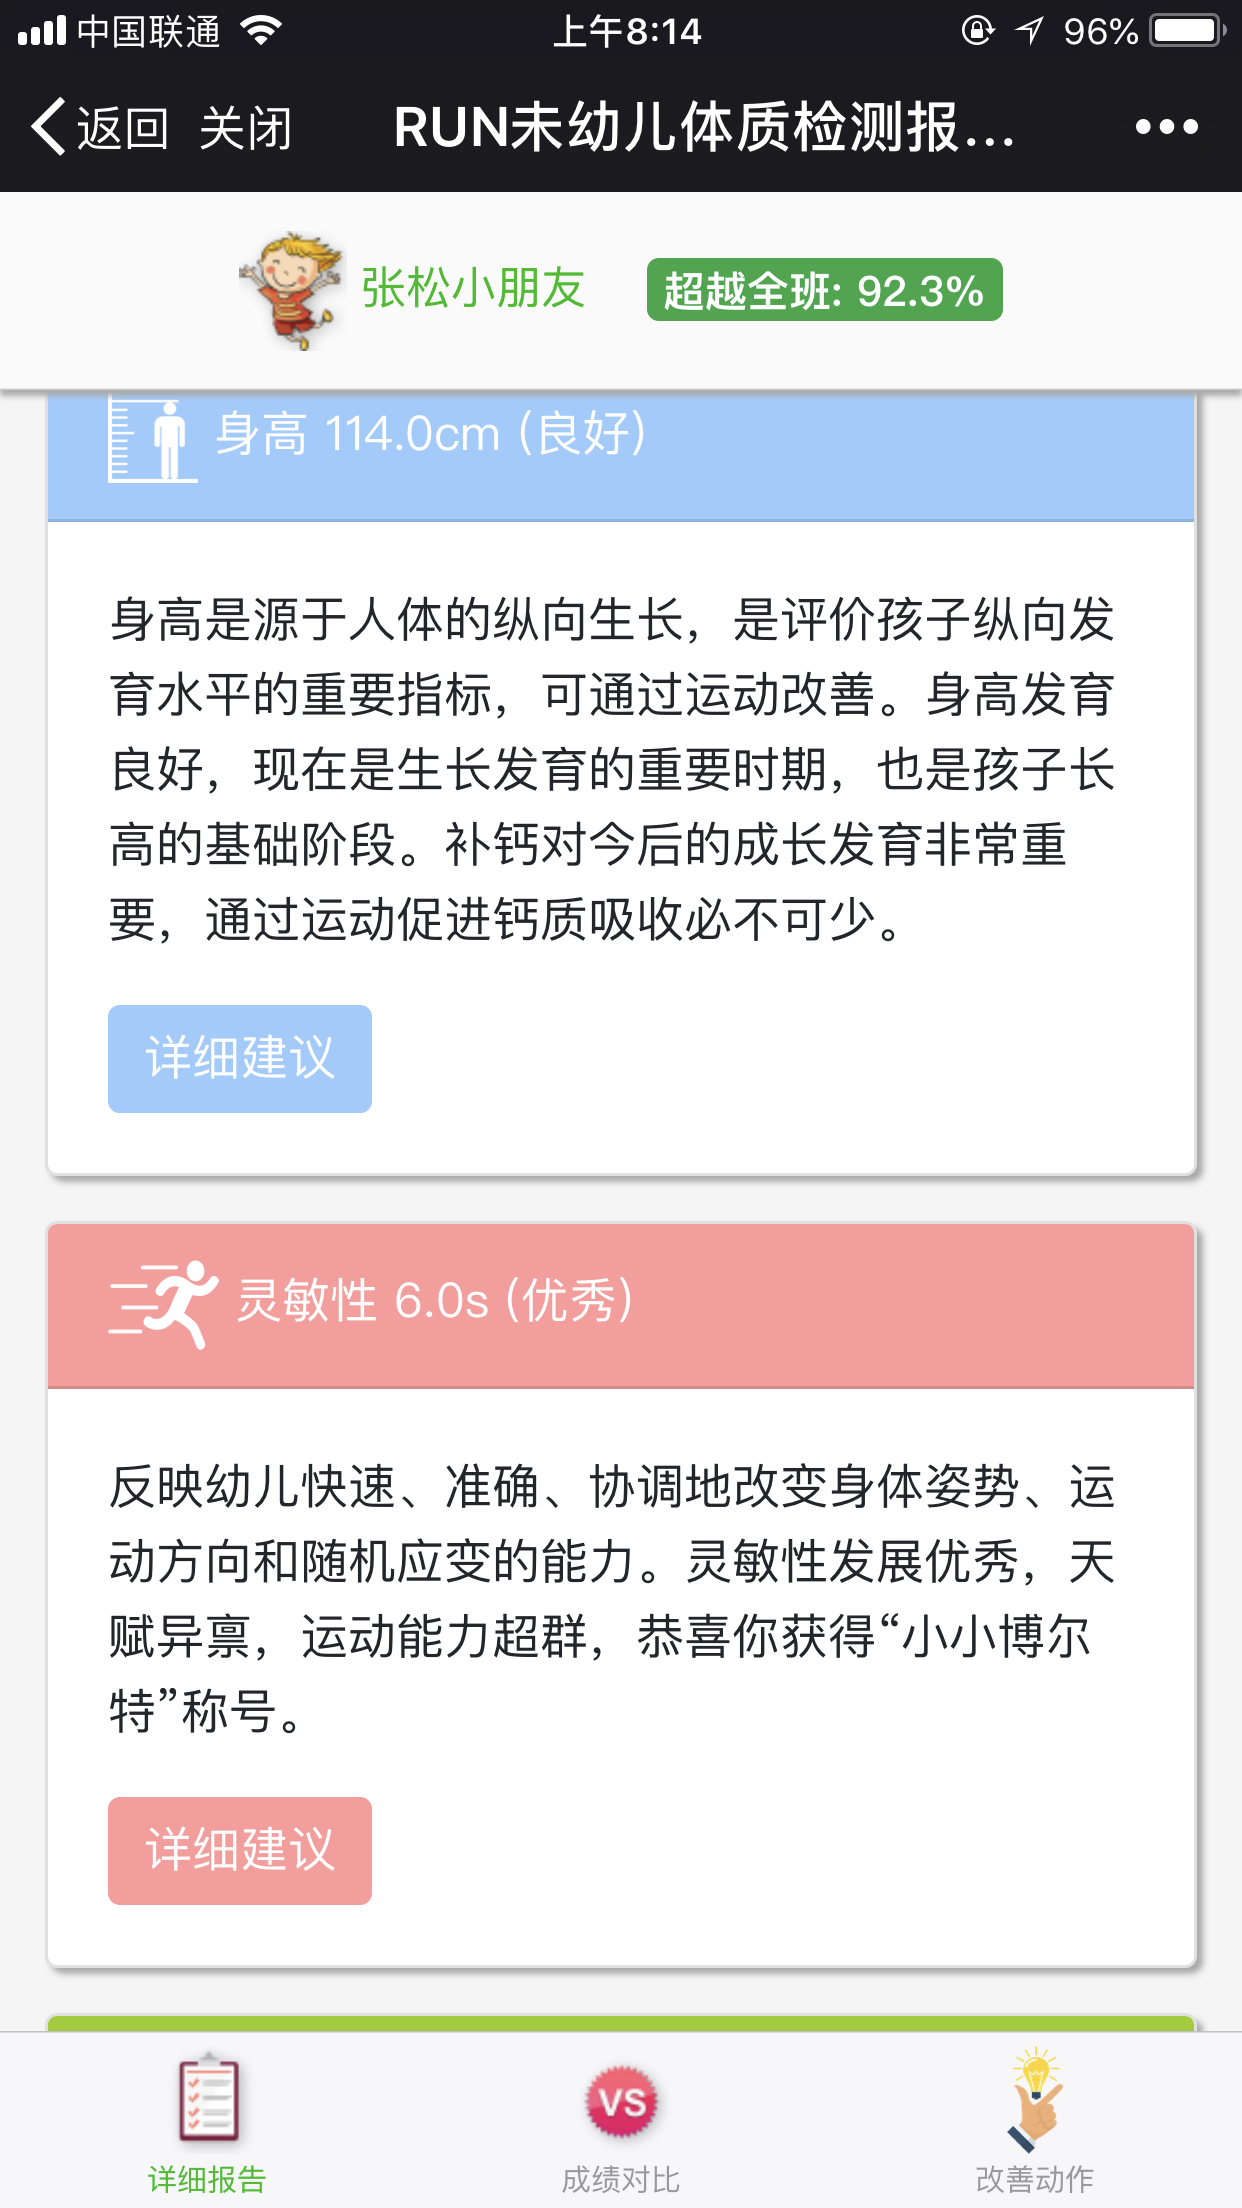 中国联通 上午8:14 96%
返回 关闭 RUN未幼儿体质检测报...
张松小朋友 超越全班: 92.3%
身高 114.0cm (良好)
身高是源于人体的纵向生长，是评价孩子纵向发
育水平的重要指标，可通过运动改善。身高发育
良好，现在是生长发育的重要时期，也是孩子长
高的基础阶段。补钙对今后的成长发育非常重
要，通过运动促进钙质吸收必不可少。
详细建议
灵敏性 6.0s (优秀)
反映幼儿快速、准确、协调地改变身体姿势、运
动方向和随机应变的能力。灵敏性发展优秀，天
赋异禀，运动能力超群，恭喜你获得“小小博尔
特”称号。
详细建议
VS
详细报告 成绩对比 改善动作